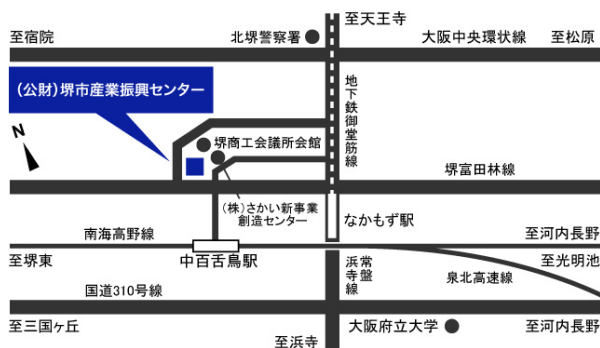 至天王寺
至宿院
北堺警察署
大阪中央環状線
至松原
(公財)堺市産業振興センター
地下鉄御堂筋線
N
堺商工会議所会館
堺富田林線
(株)さかい新事業
創造センター
なかもず駅
南海高野線
至河内長野
至堺東
中百舌鳥駅
常磐
浜寺線
至光明池
泉北高速線
国道310号線
至三国ヶ丘
至浜寺
大阪府立大学
至河内長野